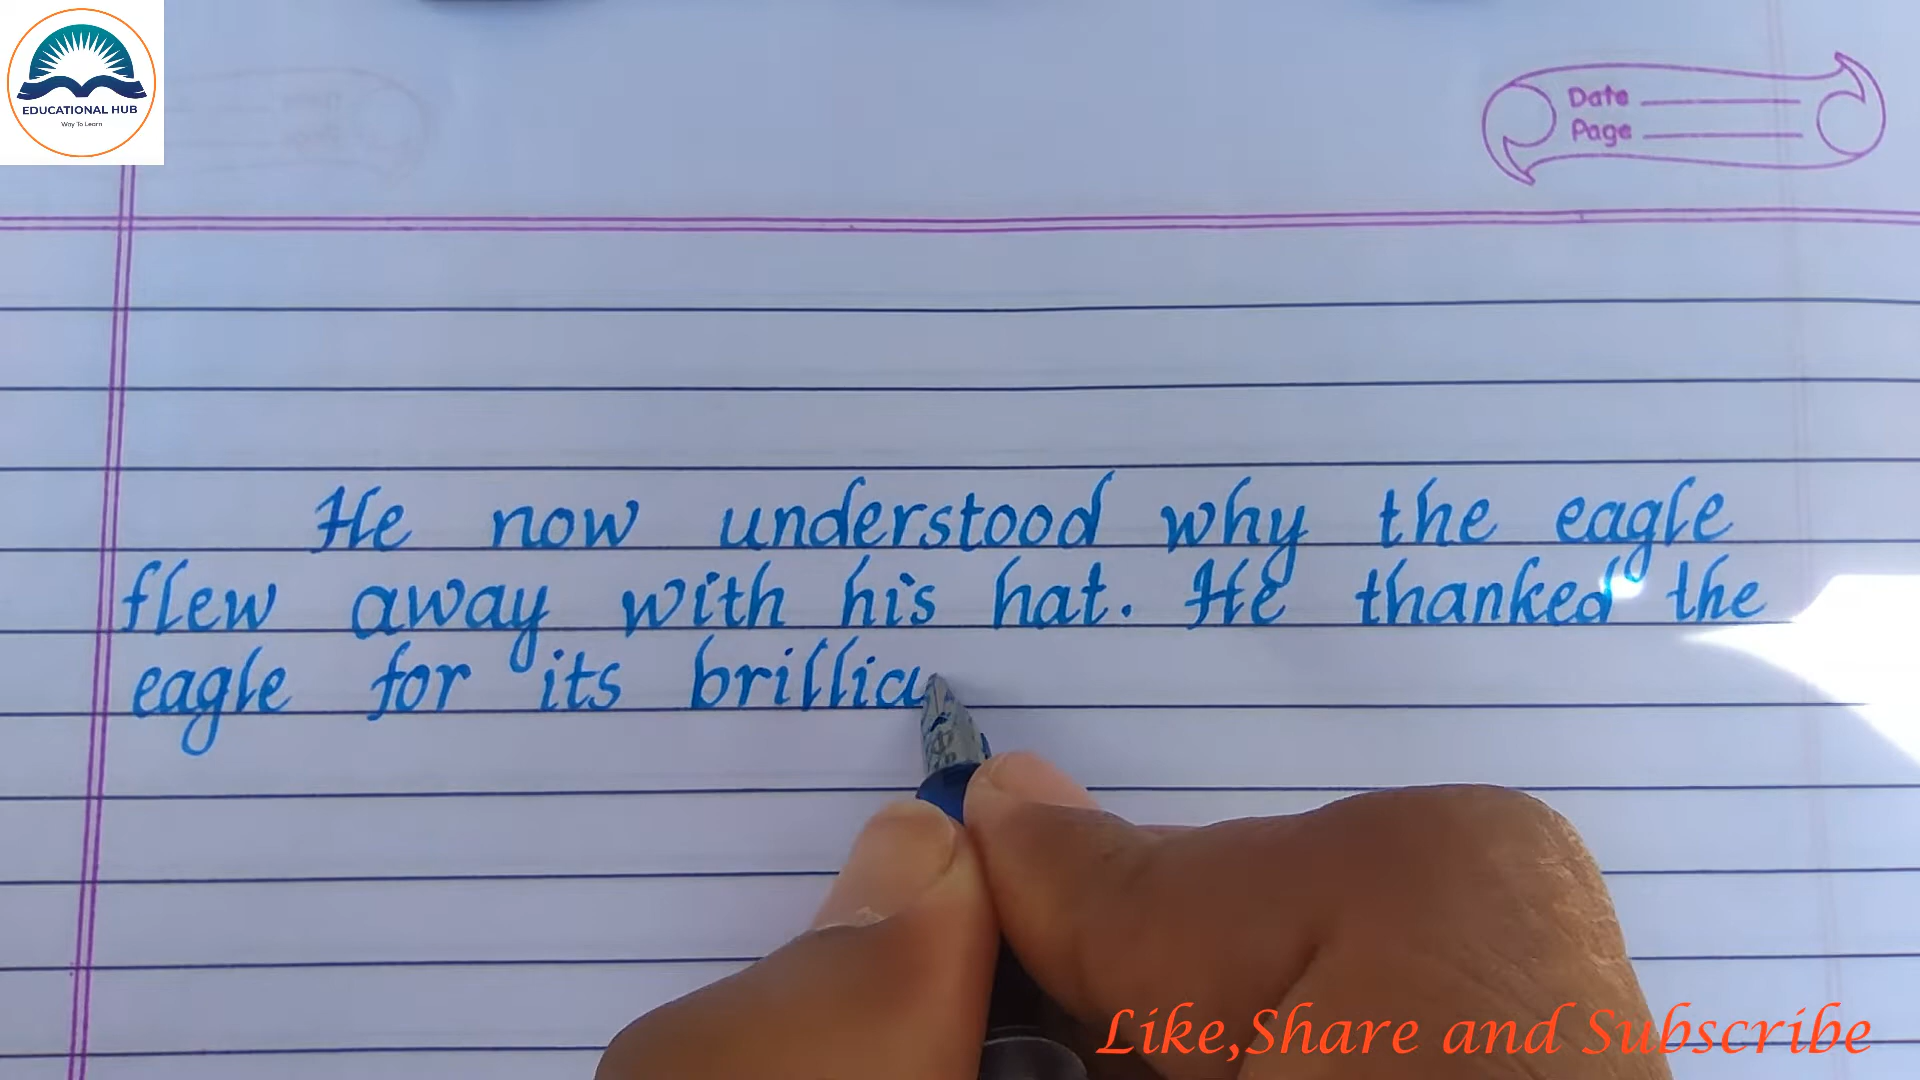 EDUCATIONAL HUB
Way To Learn
Date
Page
He now understood why the eagle
flew away with his hat. He thanked the
eagle for its brillia
Like,Share and Subscribe